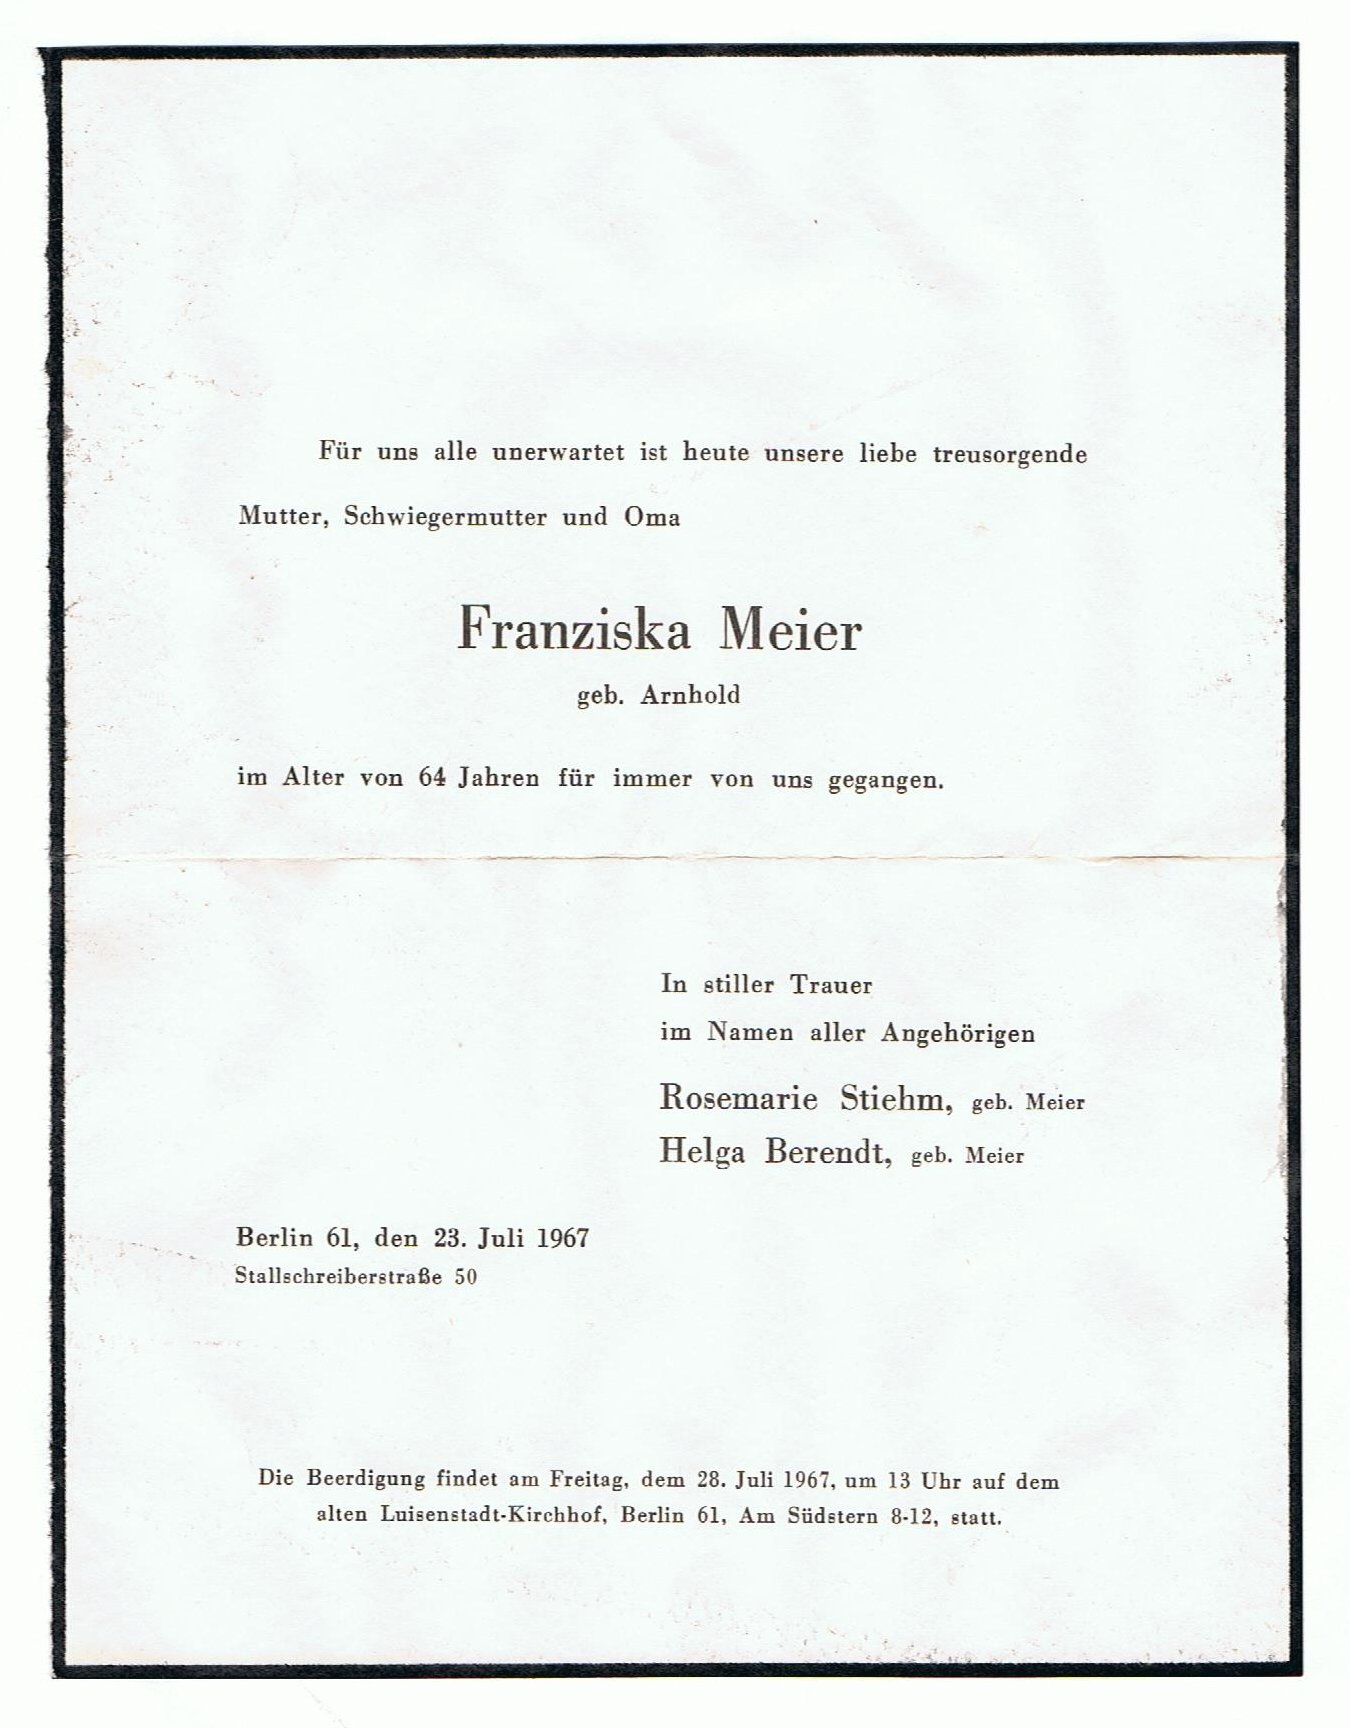 Für uns alle unerwartet ist heute unsere liebe treusorgende
Mutter, Schwiegermutter und Oma
Franziska Meier
geb. Arnhold
im Alter von 64 Jahren für immer von uns gegangen.
In stiller Trauer
im Namen aller Angehörigen
Rosemarie Stiehm, geb. Meier
Helga Berendt, geb. Meier
Berlin 61, den 23. Juli 1967
Stallschreiberstraße 50
Die Beerdigung findet am Freitag, dem 28. Juli 1967, um 13 Uhr auf dem
alten Luisenstadt-Kirchhof, Berlin 61, Am Südstern 8-12, statt.